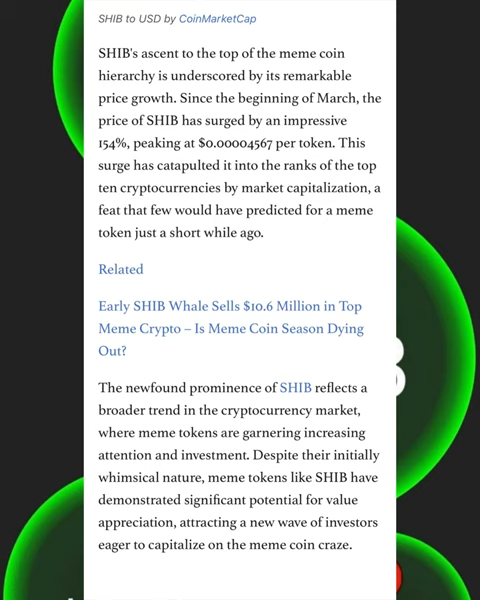 SHIB to USD by CoinMarketCap
SHIB's ascent to the top of the meme coin
hierarchy is underscored by its remarkable
price growth. Since the beginning of March, the
price of SHIB has surged by an impressive
154%, peaking at $0.00004567 per token. This
surge has catapulted it into the ranks of the top
ten cryptocurrencies by market capitalization, a
feat that few would have predicted for a meme
token just a short while ago.
Related
Early SHIB Whale Sells $10.6 Million in Top
Meme Crypto – Is Meme Coin Season Dying
Out?
The newfound prominence of SHIB reflects a
broader trend in the cryptocurrency market,
where meme tokens are garnering increasing
attention and investment. Despite their initially
whimsical nature, meme tokens like SHIB have
demonstrated significant potential for value
appreciation, attracting a new wave of investors
eager to capitalize on the meme coin craze.